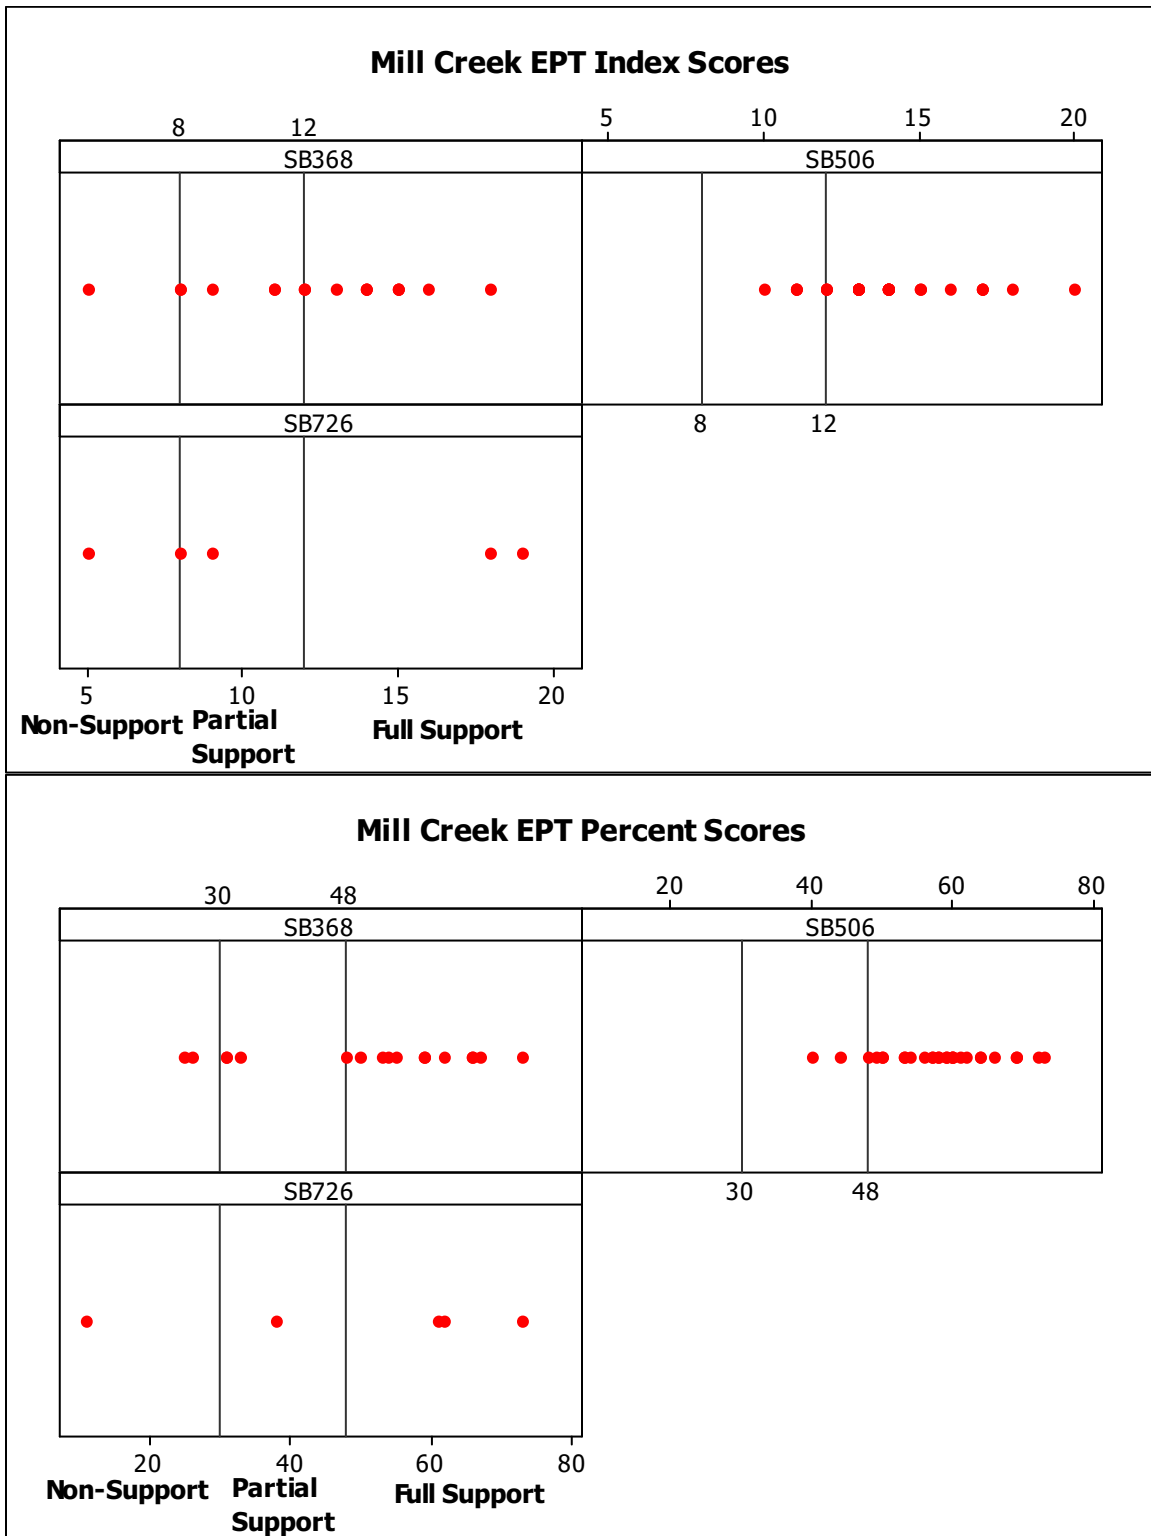 Mill Creek EPT Index Scores
8 12 5 10 15 20
SB368 SB506
8 12
SB726
5 10 15 20
Non-Support Partial Support Full Support
Mill Creek EPT Percent Scores
30 48 20 40 60 80
SB368 SB506
30 48
SB726
20 40 60 80
Non-Support Partial Support Full Support